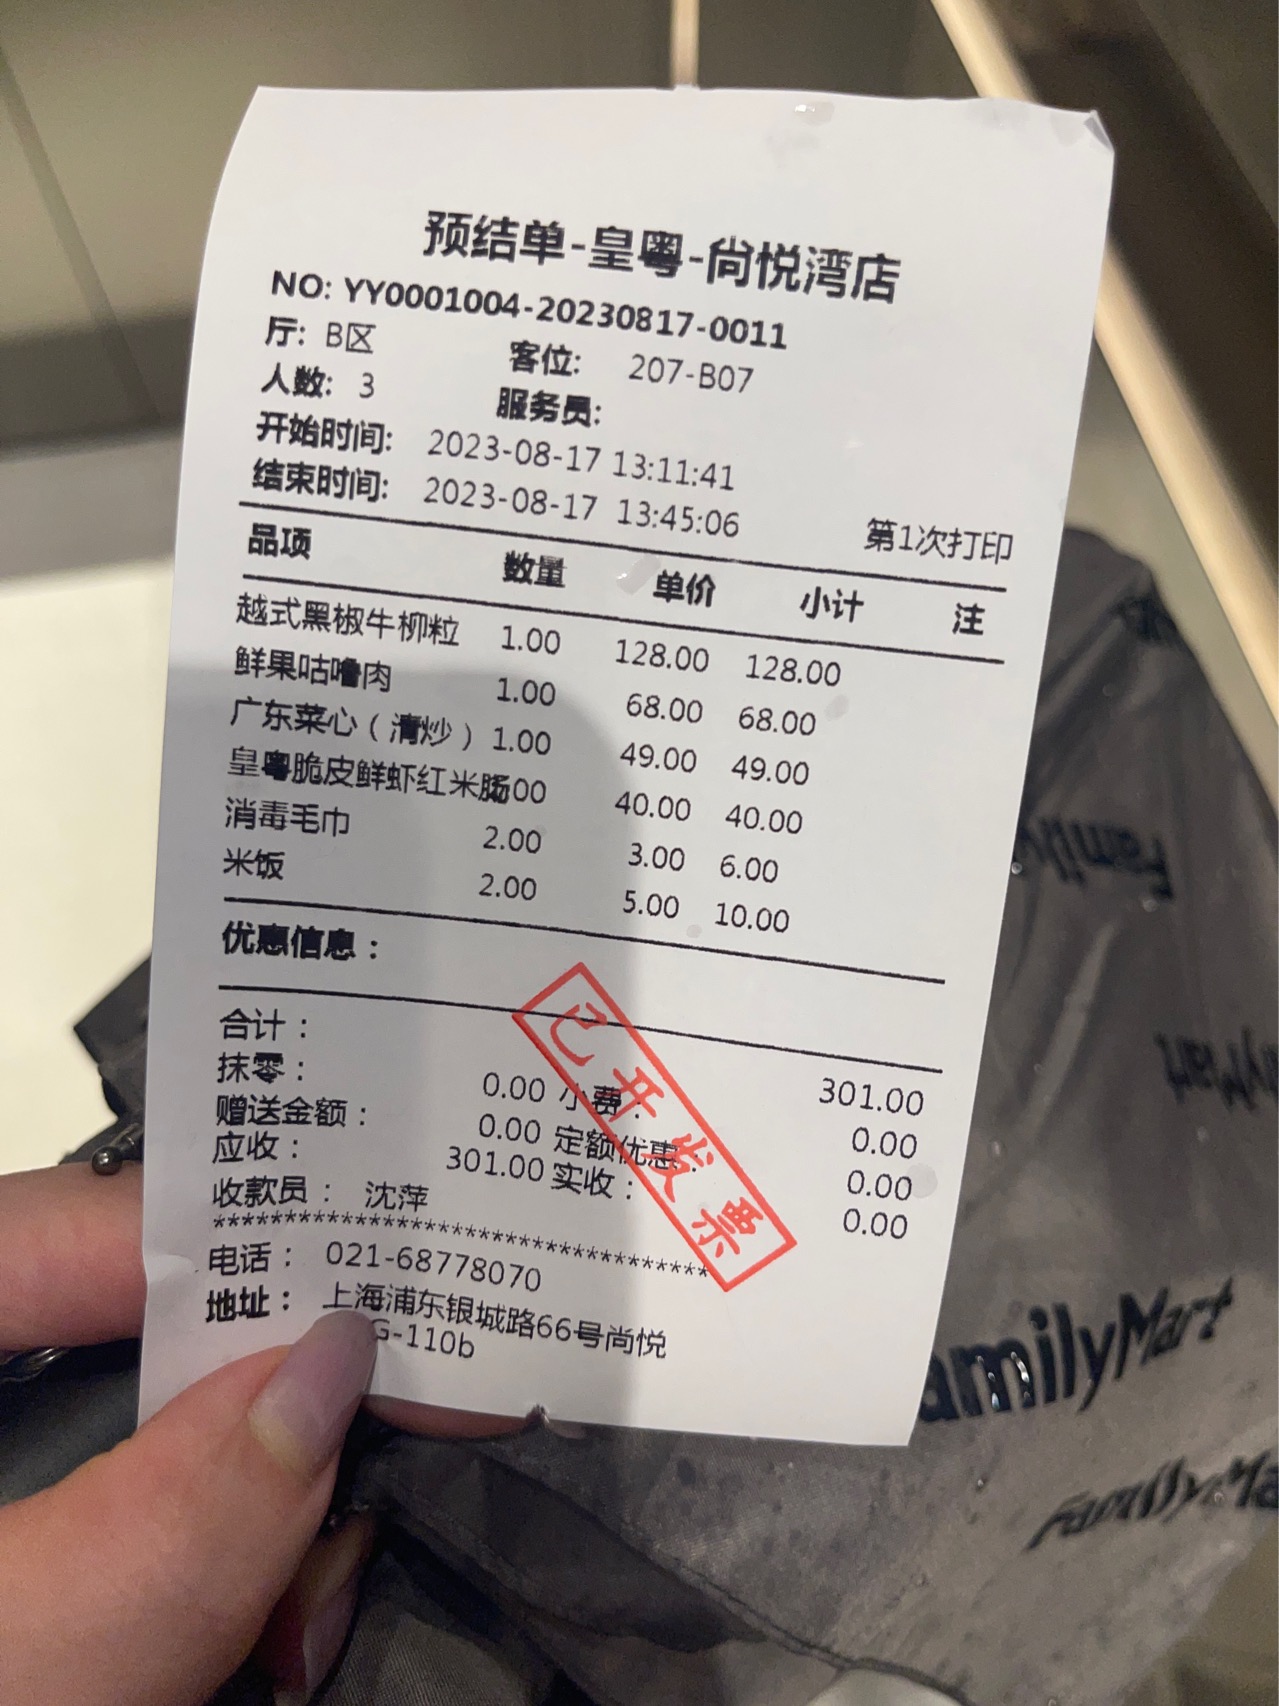 预结单-皇粤-尚悦湾店
NO: YY0001004-20230817-0011
厅: B区 客位: 207-B07
人数: 3 服务员:
开始时间: 2023-08-17 13:11:41
结束时间: 2023-08-17 13:45:06 第1次打印
品项 数量 单价 小计 注
越式黑椒牛柳粒 1.00 128.00 128.00
鲜果咕噜肉 1.00 68.00 68.00
广东菜心（清炒） 1.00 49.00 49.00
皇粤脆皮鲜虾红米肠 00 40.00 40.00
消毒毛巾 2.00 3.00 6.00
米饭 2.00 5.00 10.00
优惠信息：
合计： 301.00
抹零： 0.00 小费： 0.00
赠送金额： 0.00 定额优惠： 0.00
应收： 301.00 实收： 0.00
收款员： 沈萍
已开发票
*****************************************
电话： 021-68778070
地址： 上海浦东银城路66号尚悦
G-110b
FamilyMart
FamilyMart
FamilyMart